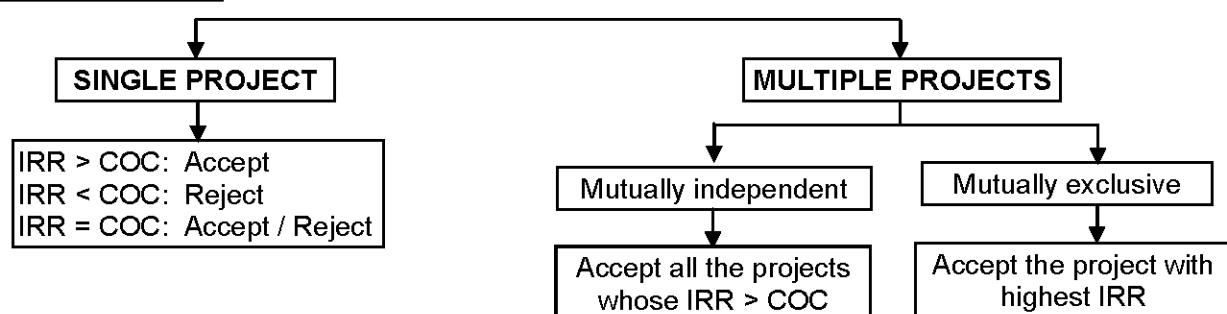 SINGLE PROJECT
MULTIPLE PROJECTS
IRR > COC: Accept
IRR < COC: Reject
IRR = COC: Accept / Reject
Mutually independent
Mutually exclusive
Accept all the projects
whose IRR > COC
Accept the project with
highest IRR